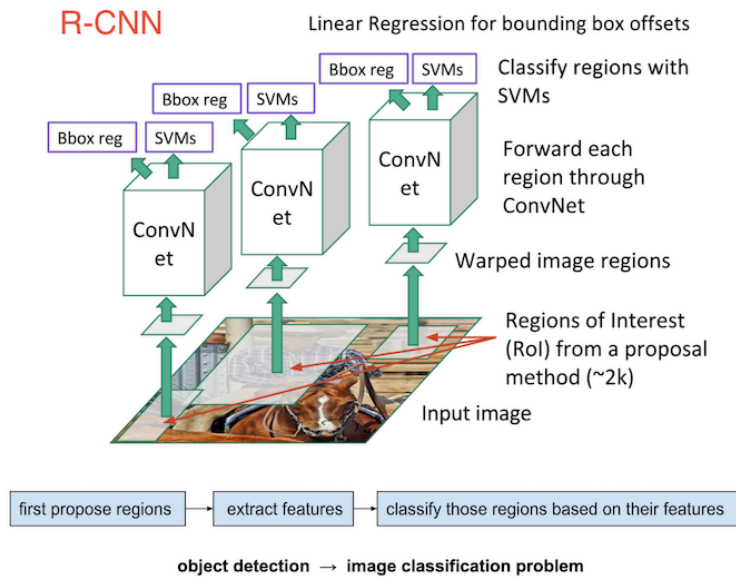 R-CNN
Linear Regression for bounding box offsets
Bbox reg
SVMs
Classify regions with
SVMs
Bbox reg
SVMs
Bbox reg
SVMs
ConvN
et
ConvN
et
ConvN
et
Forward each
region through
ConvNet
Warped image regions
Regions of Interest
(RoI) from a proposal
method (~2k)
Input image
first propose regions
extract features
classify those regions based on their features
object detection → image classification problem